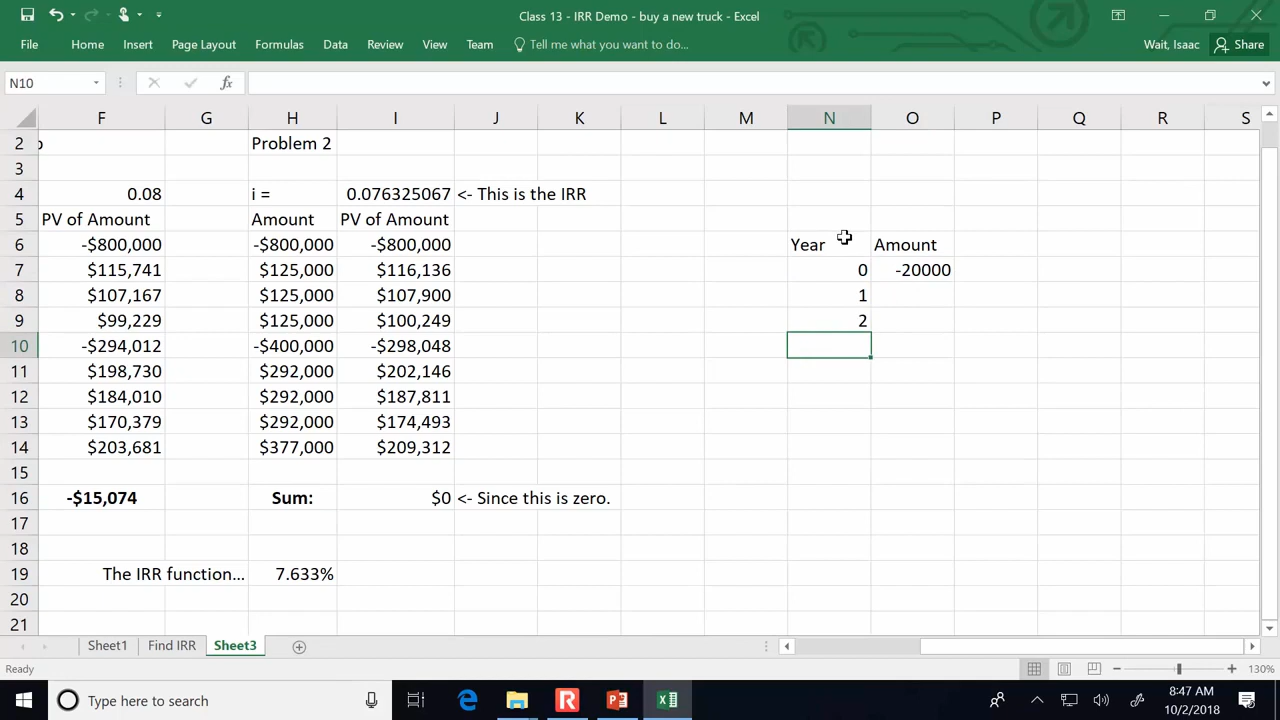 Class 13 - IRR Demo - buy a new truck - Excel
File Home Insert Draw Page Layout Formulas Data Review View Team Tell me what you want to do... Wait, Isaac Share
N10 fx
F G H I J K L M N O P Q R S
2 Problem 2
3
4 0.08 i = 0.076325067 <- This is the IRR
5 PV of Amount Amount PV of Amount
6 -$800,000 -$800,000 -$800,000 Year Amount
7 $115,741 $125,000 $116,136 0 -20000
8 $107,167 $125,000 $107,900 1
9 $99,229 $125,000 $100,249 2
10 -$294,012 -$400,000 -$298,048
11 $198,730 $292,000 $202,146
12 $184,010 $292,000 $187,811
13 $170,379 $292,000 $174,493
14 $203,681 $377,000 $209,312
15
16 -$15,074 Sum: $0 <- Since this is zero.
17
18
19 The IRR function... 7.633%
20
21
Sheet1 Find IRR Sheet3
Ready 130%
Type here to search 8:47 AM
10/2/2018